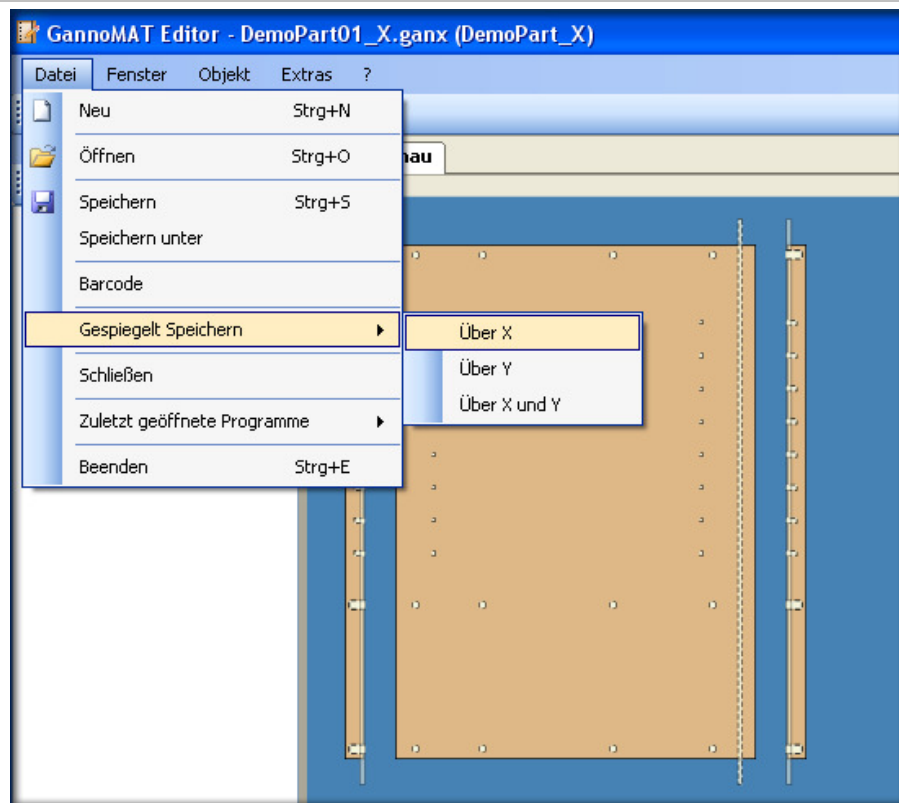 GannoMAT Editor - DemoPart01_X.ganx (DemoPart_X)
Datei Fenster Objekt Extras ?
Neu Strg+N
Öffnen Strg+O
Speichern Strg+S
Speichern unter
Barcode
Gespiegelt Speichern
Über X
Über Y
Über X und Y
Schließen
Zuletzt geöffnete Programme
Beenden Strg+E